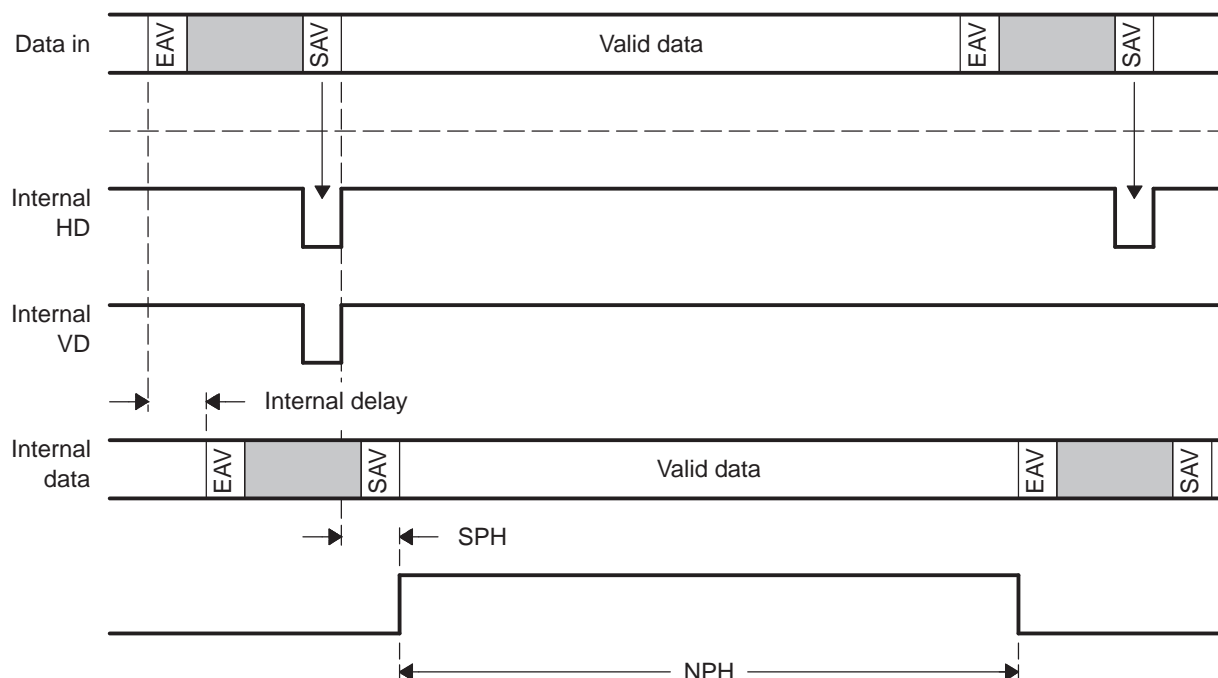 Data in
EAV
SAV
Valid data
EAV
SAV
Internal
HD
Internal
VD
Internal delay
Internal
data
EAV
SAV
Valid data
EAV
SAV
SPH
NPH